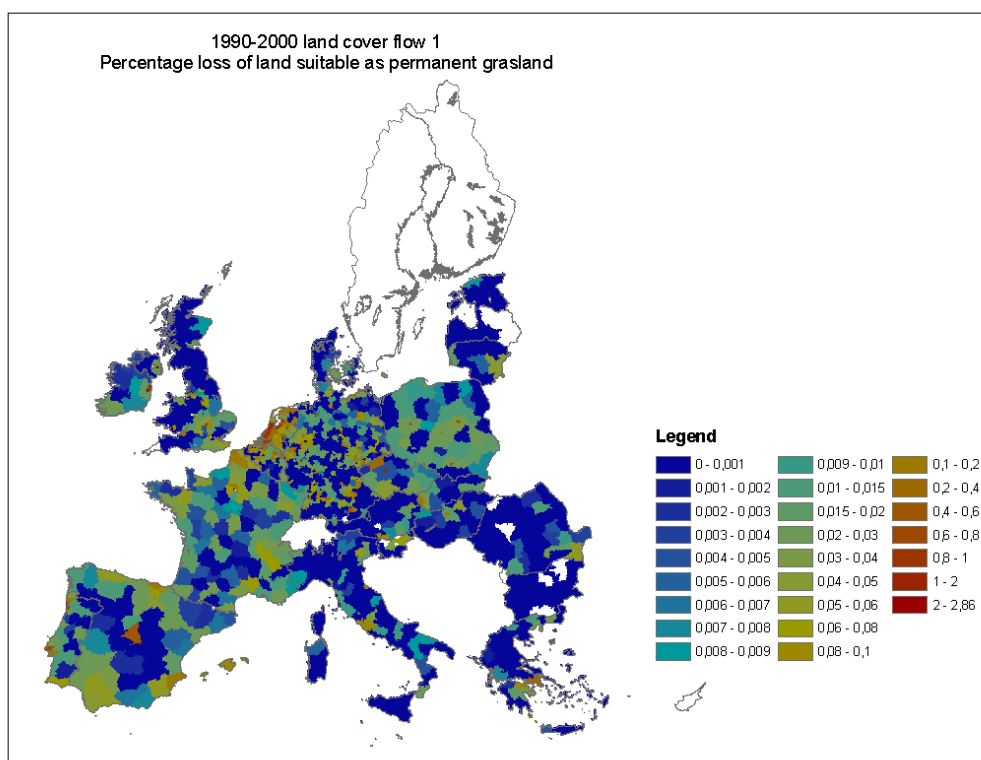 1990-2000 land cover flow 1
Percentage loss of land suitable as permanent grasland
Legend
0 - 0,001
0,001 - 0,002
0,002 - 0,003
0,003 - 0,004
0,004 - 0,005
0,005 - 0,006
0,006 - 0,007
0,007 - 0,008
0,008 - 0,009
0,009 - 0,01
0,01 - 0,015
0,015 - 0,02
0,02 - 0,03
0,03 - 0,04
0,04 - 0,05
0,05 - 0,06
0,06 - 0,08
0,08 - 0,1
0,1 - 0,2
0,2 - 0,4
0,4 - 0,6
0,6 - 0,8
0,8 - 1
1 - 2
2 - 2,86